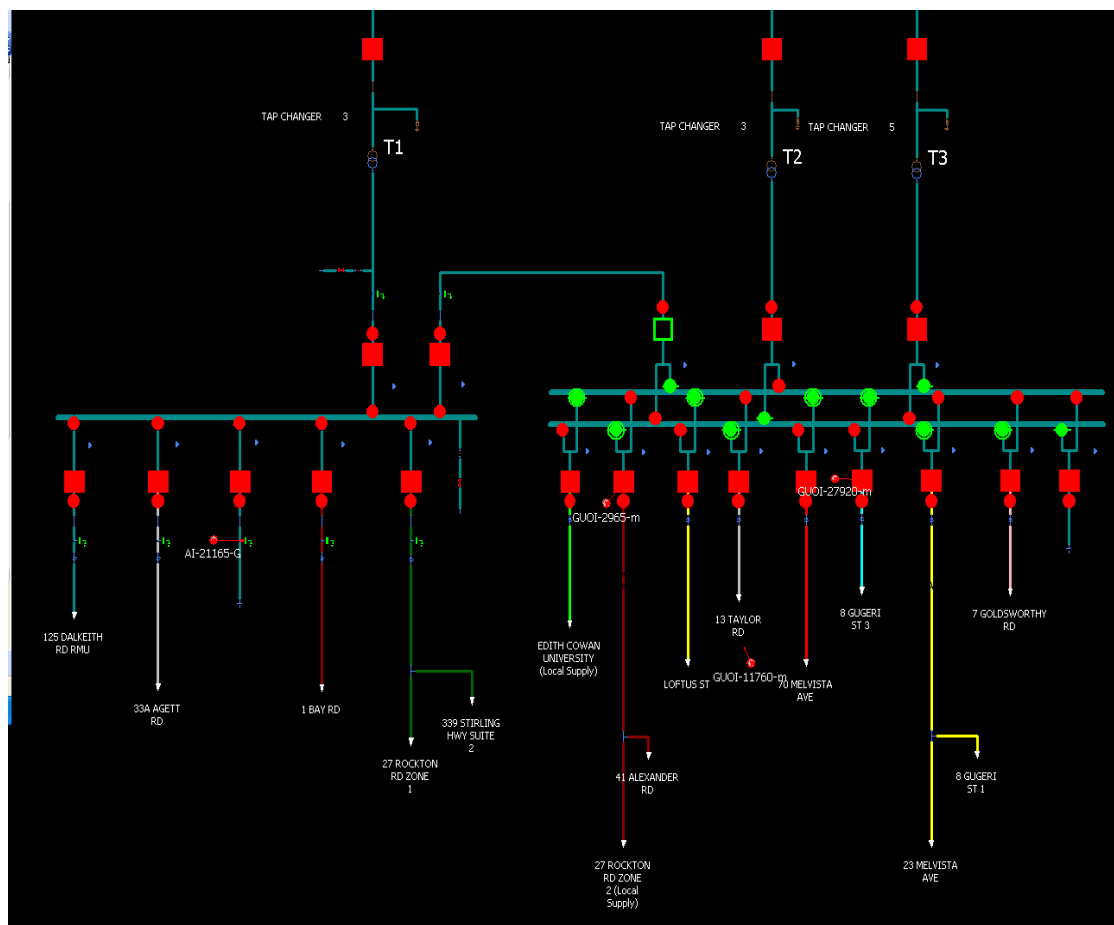 TAP CHANGER 3
T1
TAP CHANGER 3
T2
TAP CHANGER 5
T3
GUOI-27920-m
GUOI-2965-m
AI-21165-G
125 DALKEITH
RD RMU
33A AGETT
RD
1 BAY RD
27 ROCKTON
RD ZONE
1
339 STIRLING
HWY SUITE
2
EDITH COWAN
UNIVERSITY
(Local Supply)
27 ROCKTON
RD ZONE
2 (Local
Supply)
41 ALEXANDER
RD
LOFTUS ST
13 TAYLOR
RD
GUOI-11760-m
70 MELVISTA
AVE
8 GUGERI
ST 3
23 MELVISTA
AVE
8 GUGERI
ST 1
7 GOLDSWORTHY
RD